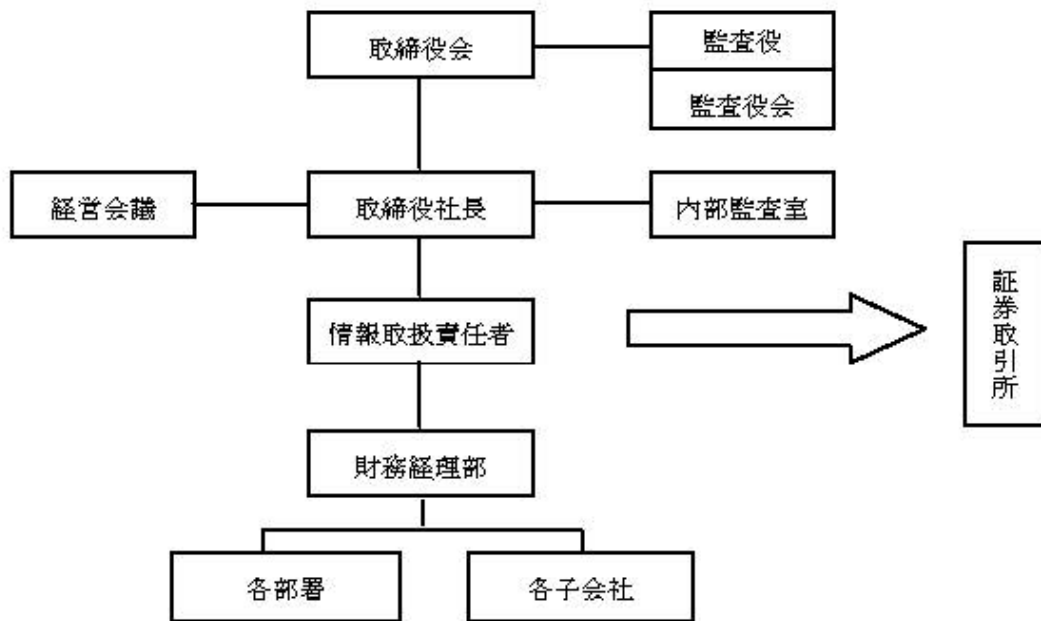 取締役会
監査役
監査役会
経営会議
取締役社長
内部監査室
情報取扱責任者
証券取引所
財務経理部
各部署
各子会社